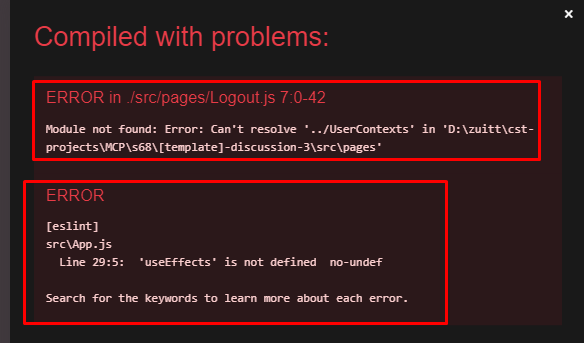 ×
Compiled with problems:
ERROR in ./src/pages/Logout.js 7:0-42
Module not found: Error: Can't resolve '../UserContexts' in 'D:\zuitt\cst-
projects\MCP\s68\[template]-discussion-3\src\pages'
ERROR
[eslint]
src\App.js
  Line 29:5:  'useEffects' is not defined  no-undef
Search for the keywords to learn more about each error.